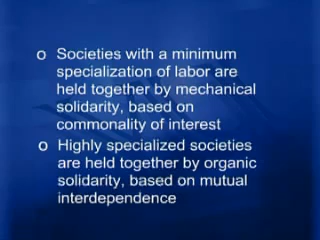 o Societies with a minimum
specialization of labor are
held together by mechanical
solidarity, based on
commonality of interest
o Highly specialized societies
are held together by organic
solidarity, based on mutual
interdependence